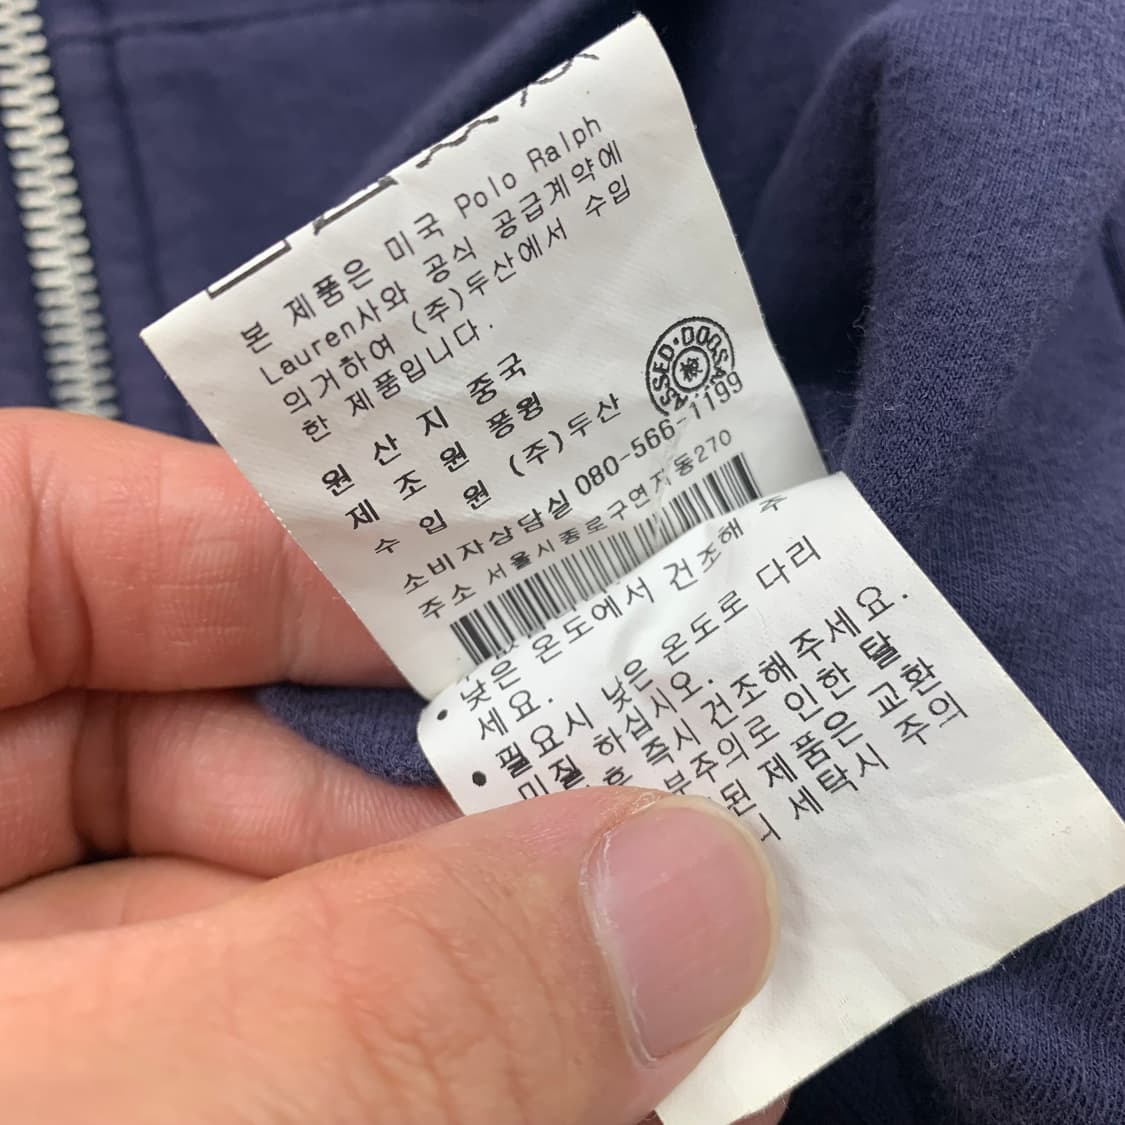 본 제품은 미국 Polo Ralph
Lauren사와 공식 공급계약에
의거하여 (주)두산에서 수입
한 제품입니다.
원 산 지 중국
제 조 원 퐁웡
수 입 원 (주)두산
소비자상담실 080-566-1199
주소 서울시종로구연지동270
낮은 온도에서 건조해 주
세요.
• 필요시 낮은 온도로 다리
미질 하십시오.
• 즉시 건조해주세요.
부주의로 인한 탈
된 제품은 교환
세탁시 주의